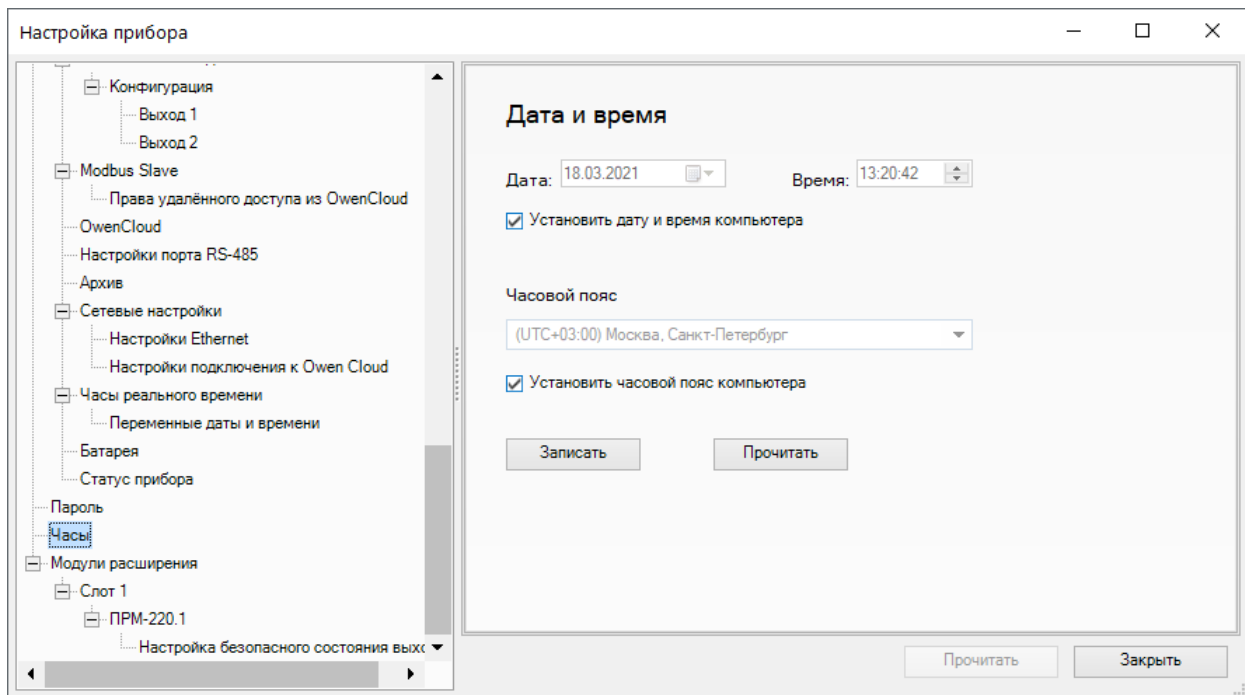 Настройка прибора
Конфигурация
Выход 1
Выход 2
Modbus Slave
Права удалённого доступа из OwenCloud
OwenCloud
Настройки порта RS-485
Архив
Сетевые настройки
Настройки Ethernet
Настройки подключения к Owen Cloud
Часы реального времени
Переменные даты и времени
Батарея
Статус прибора
Пароль
Часы
Модули расширения
Слот 1
ПРМ-220.1
Настройка безопасного состояния выхо
Дата и время
Дата: 18.03.2021 Время: 13:20:42
Установить дату и время компьютера
Часовой пояс
(UTC+03:00) Москва, Санкт-Петербург
Установить часовой пояс компьютера
Записать Прочитать
Прочитать Закрыть